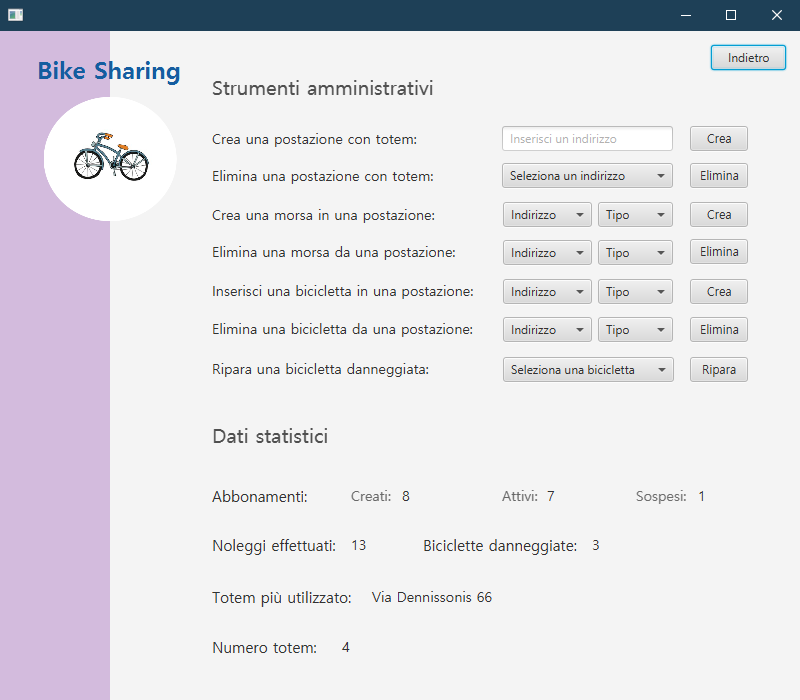 Indietro
Bike Sharing
Strumenti amministrativi
Crea una postazione con totem: Inserisci un indirizzo Crea
Elimina una postazione con totem: Seleziona un indirizzo Elimina
Crea una morsa in una postazione: Indirizzo Tipo Crea
Elimina una morsa da una postazione: Indirizzo Tipo Elimina
Inserisci una bicicletta in una postazione: Indirizzo Tipo Crea
Elimina una bicicletta da una postazione: Indirizzo Tipo Elimina
Ripara una bicicletta danneggiata: Seleziona una bicicletta Ripara
Dati statistici
Abbonamenti: Creati: 8 Attivi: 7 Sospesi: 1
Noleggi effettuati: 13 Biciclette danneggiate: 3
Totem più utilizzato: Via Dennissonis 66
Numero totem: 4